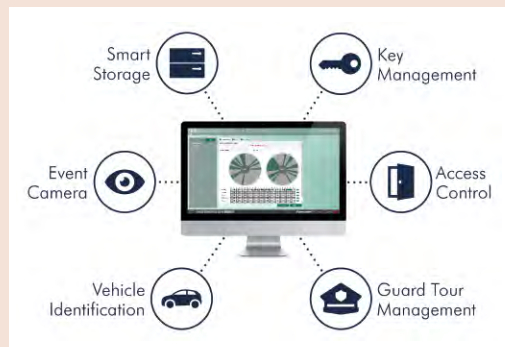 Smart
Storage
Key
Management
Event
Camera
Access
Control
Vehicle
Identification
Guard Tour
Management